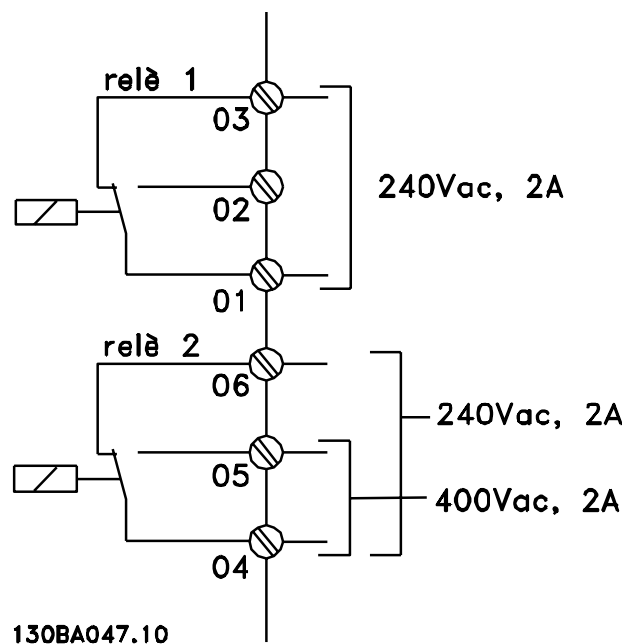 relè 1
03
02
240Vac, 2A
01
relè 2
06
240Vac, 2A
05
400Vac, 2A
04
130BA047.10